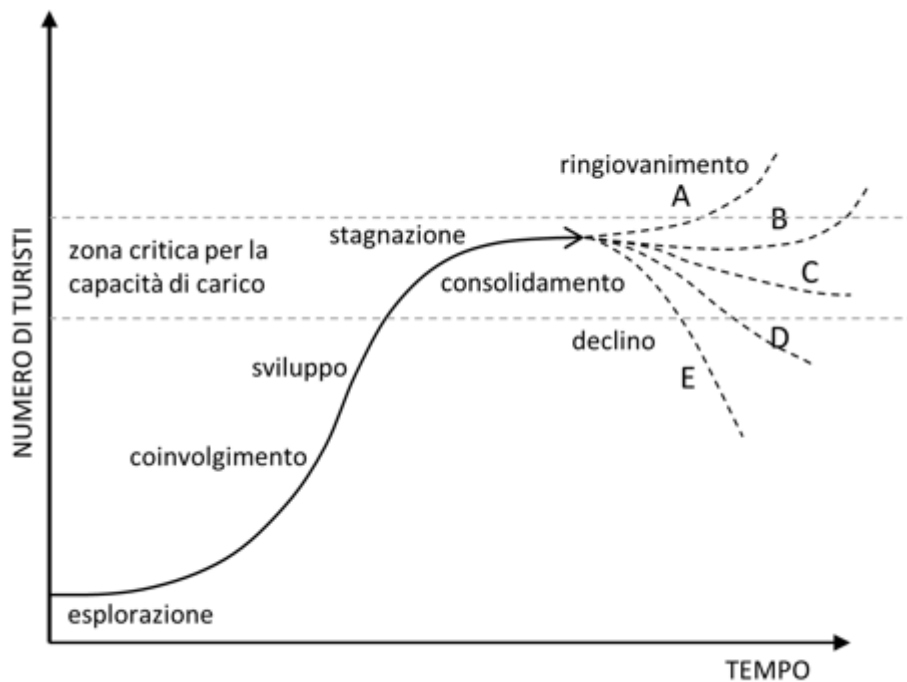 ringiovanimento
A
B
stagnazione
zona critica per la
capacità di carico
consolidamento
C
declino
D
sviluppo
E
coinvolgimento
esplorazione
NUMERO DI TURISTI
TEMPO